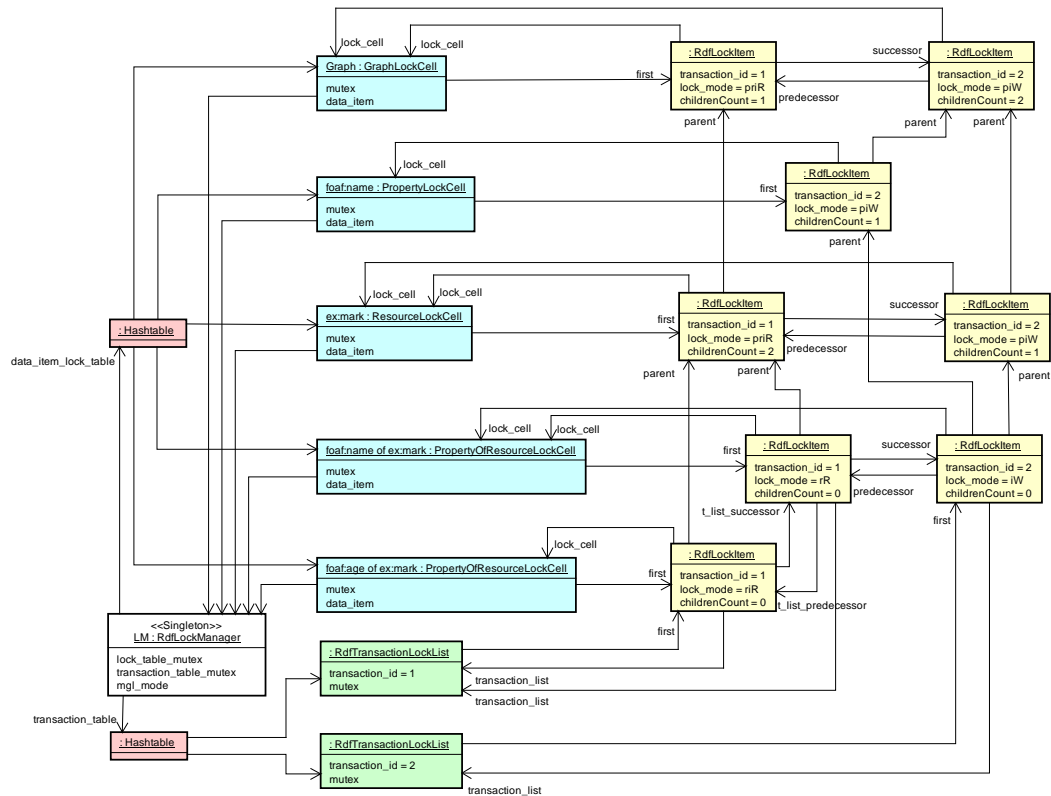 lock_cell
lock_cell
Graph : GraphLockCell
mutex
data_item
first
: RdfLockItem
transaction_id = 1
lock_mode = priR
childrenCount = 1
successor
predecessor
: RdfLockItem
transaction_id = 2
lock_mode = piW
childrenCount = 2
parent
parent
parent
lock_cell
foaf:name : PropertyLockCell
mutex
data_item
first
: RdfLockItem
transaction_id = 2
lock_mode = piW
childrenCount = 1
parent
lock_cell
lock_cell
: Hashtable
data_item_lock_table
ex:mark : ResourceLockCell
mutex
data_item
first
: RdfLockItem
transaction_id = 1
lock_mode = priR
childrenCount = 2
successor
predecessor
: RdfLockItem
transaction_id = 2
lock_mode = piW
childrenCount = 1
parent
parent
parent
lock_cell
lock_cell
foaf:name of ex:mark : PropertyOfResourceLockCell
mutex
data_item
first
: RdfLockItem
transaction_id = 1
lock_mode = rR
childrenCount = 0
successor
predecessor
: RdfLockItem
transaction_id = 2
lock_mode = iW
childrenCount = 0
t_list_successor
first
lock_cell
foaf:age of ex:mark : PropertyOfResourceLockCell
mutex
data_item
first
: RdfLockItem
transaction_id = 1
lock_mode = riR
childrenCount = 0
t_list_predecessor
first
<<Singleton>>
LM : RdfLockManager
lock_table_mutex
transaction_table_mutex
mgl_mode
: RdfTransactionLockList
transaction_id = 1
mutex
transaction_list
transaction_list
transaction_table
: Hashtable
: RdfTransactionLockList
transaction_id = 2
mutex
transaction_list